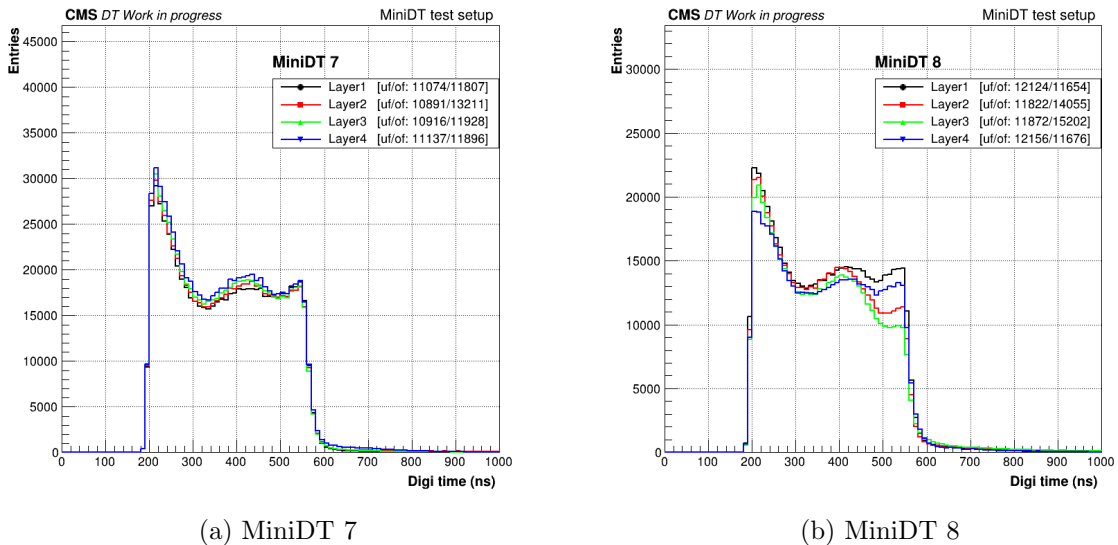 CMS DT Work in progress MiniDT test setup
Entries
45000
40000
35000
30000
25000
20000
15000
10000
5000
0
MiniDT 7
Layer1 [uf/of: 11074/11807]
Layer2 [uf/of: 10891/13211]
Layer3 [uf/of: 10916/11928]
Layer4 [uf/of: 11137/11896]
0 100 200 300 400 500 600 700 800 900 1000
Digi time (ns)
(a) MiniDT 7
CMS DT Work in progress MiniDT test setup
Entries
30000
25000
20000
15000
10000
5000
0
MiniDT 8
Layer1 [uf/of: 12124/11654]
Layer2 [uf/of: 11822/14055]
Layer3 [uf/of: 11872/15202]
Layer4 [uf/of: 12156/11676]
0 100 200 300 400 500 600 700 800 900 1000
Digi time (ns)
(b) MiniDT 8